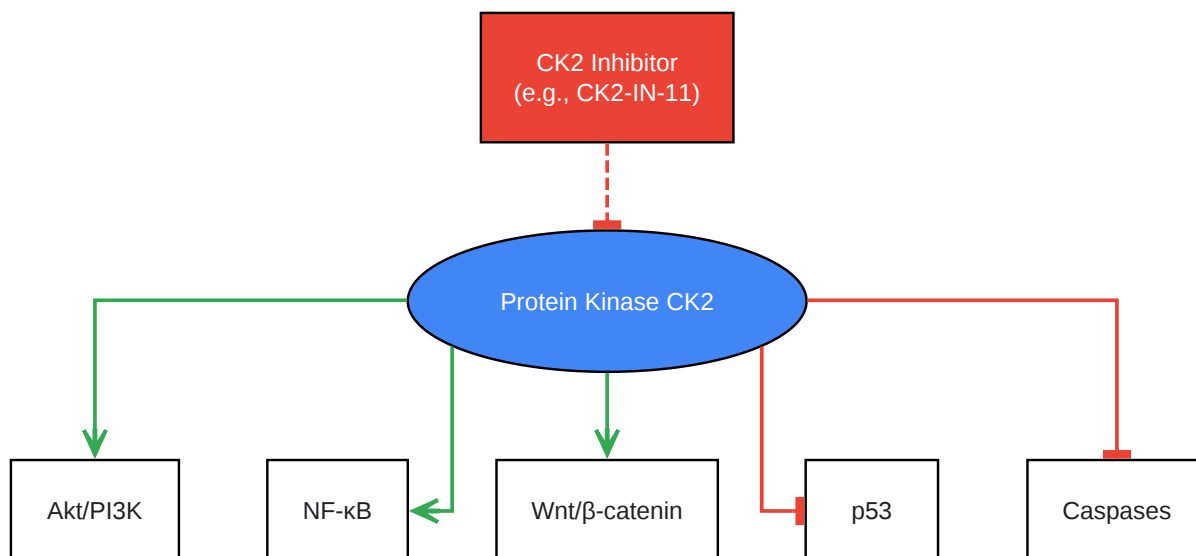 CK2 Inhibitor
(e.g., CK2-IN-11)
Protein Kinase CK2
Akt/PI3K
NF-κB
Wnt/β-catenin
p53
Caspases